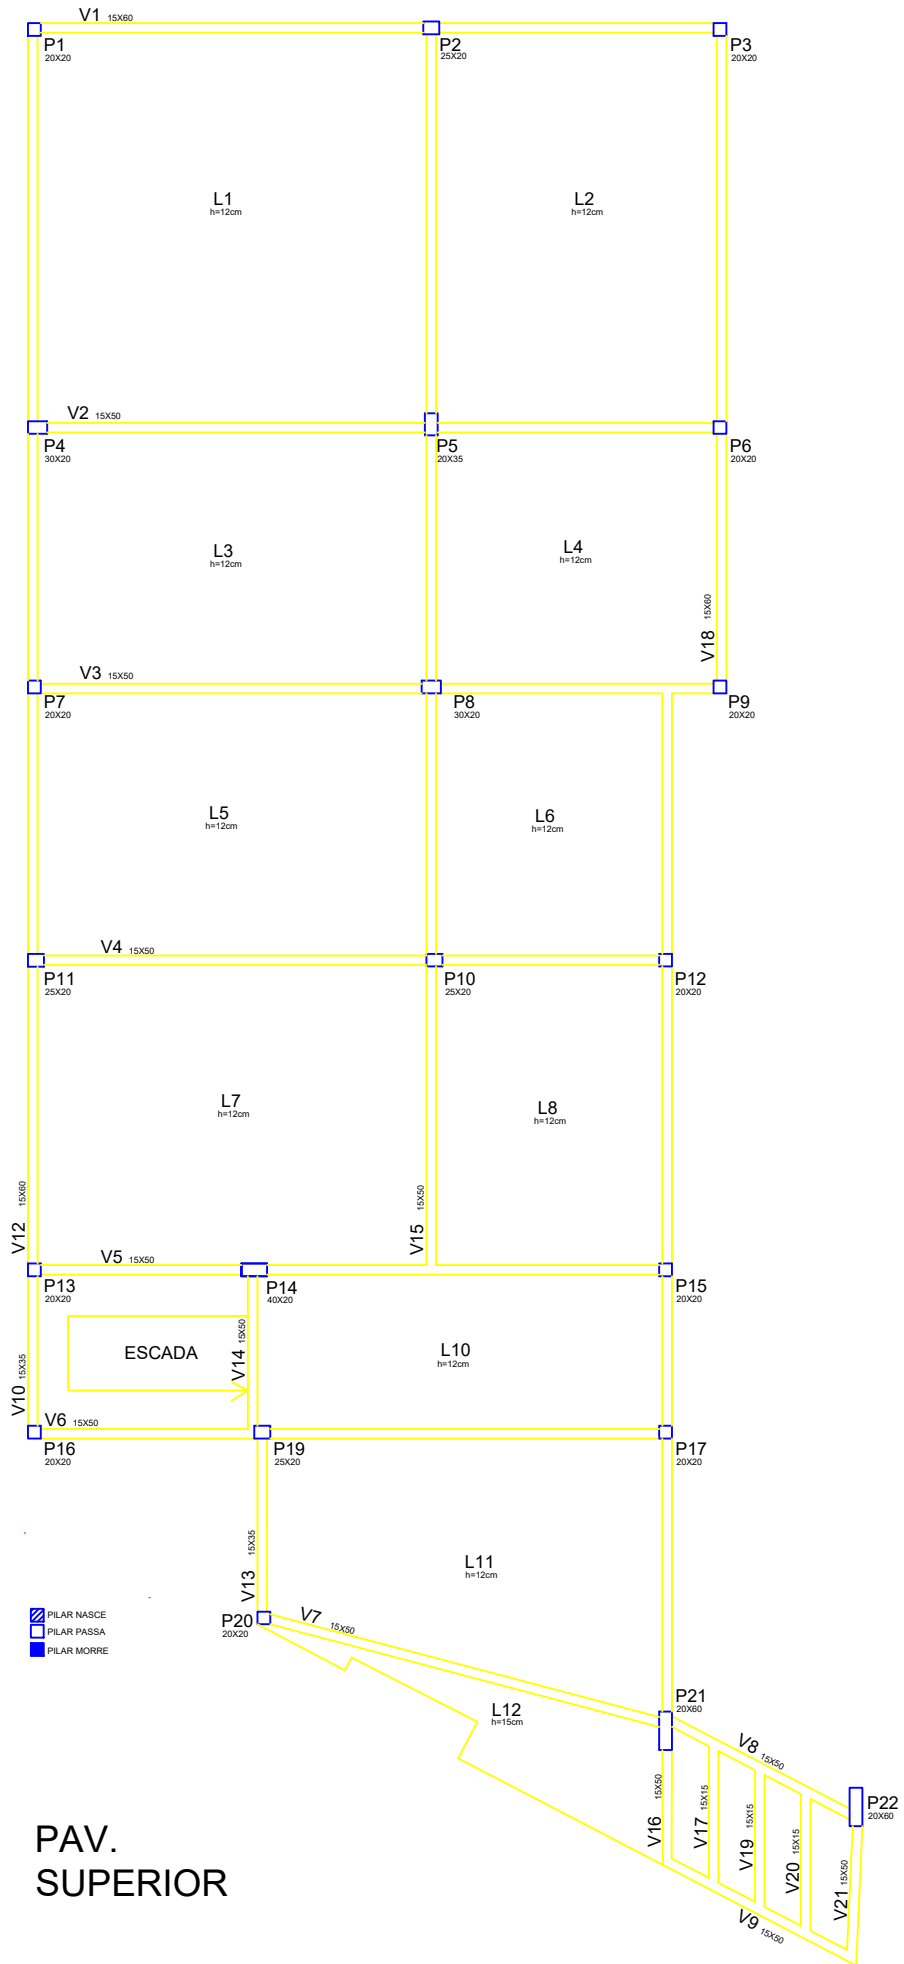 V1 15X60
P1
20X20
P2
25X20
P3
20X20
L1
h=12cm
L2
h=12cm
V2 15X50
P4
30X20
P5
20X35
P6
20X20
L3
h=12cm
L4
h=12cm
V18 15X60
V3 15X50
P7
20X20
P8
30X20
P9
20X20
L5
h=12cm
L6
h=12cm
V4 15X50
P11
25X20
P10
25X20
P12
20X20
L7
h=12cm
L8
h=12cm
V12 15X60
V15 15X50
V5 15X50
P13
20X20
P14
40X20
P15
20X20
ESCADA
V14 15X50
L10
h=12cm
V10 15X35
V6 15X50
P16
20X20
P19
25X20
P17
20X20
L11
h=12cm
V13 15X35
PILAR NASCE
PILAR PASSA
PILAR MORRE
P20
20X20
V7 15X50
L12
h=15cm
P21
20X60
V8 15X50
P22
20X60
V16 15X50
V17 15X15
V19 15X15
V20 15X15
V21 15X50
V9 15X50
PAV.
SUPERIOR